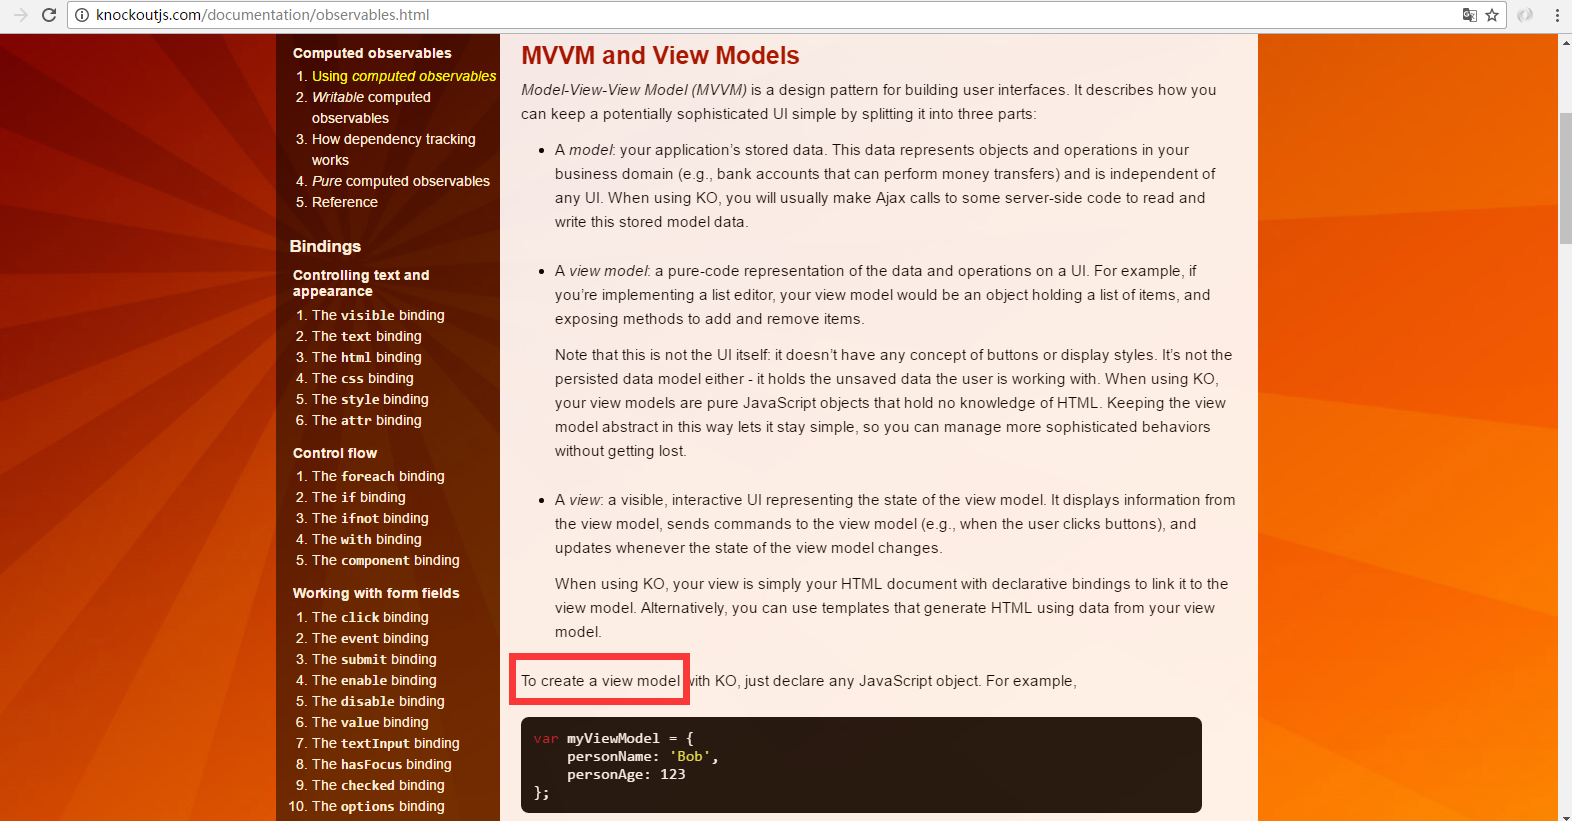 knockoutjs.com/documentation/observables.html
Computed observables
1. Using computed observables
2. Writable computed
observables
3. How dependency tracking
works
4. Pure computed observables
5. Reference
Bindings
Controlling text and
appearance
1. The visible binding
2. The text binding
3. The html binding
4. The css binding
5. The style binding
6. The attr binding
Control flow
1. The foreach binding
2. The if binding
3. The ifnot binding
4. The with binding
5. The component binding
Working with form fields
1. The click binding
2. The event binding
3. The submit binding
4. The enable binding
5. The disable binding
6. The value binding
7. The textInput binding
8. The hasFocus binding
9. The checked binding
10. The options binding
MVVM and View Models
Model-View-View Model (MVVM) is a design pattern for building user interfaces. It describes how you
can keep a potentially sophisticated UI simple by splitting it into three parts:
• A model: your application’s stored data. This data represents objects and operations in your
business domain (e.g., bank accounts that can perform money transfers) and is independent of
any UI. When using KO, you will usually make Ajax calls to some server-side code to read and
write this stored model data.
• A view model: a pure-code representation of the data and operations on a UI. For example, if
you’re implementing a list editor, your view model would be an object holding a list of items, and
exposing methods to add and remove items.
Note that this is not the UI itself: it doesn’t have any concept of buttons or display styles. It’s not the
persisted data model either - it holds the unsaved data the user is working with. When using KO,
your view models are pure JavaScript objects that hold no knowledge of HTML. Keeping the view
model abstract in this way lets it stay simple, so you can manage more sophisticated behaviors
without getting lost.
• A view: a visible, interactive UI representing the state of the view model. It displays information from
the view model, sends commands to the view model (e.g., when the user clicks buttons), and
updates whenever the state of the view model changes.
When using KO, your view is simply your HTML document with declarative bindings to link it to the
view model. Alternatively, you can use templates that generate HTML using data from your view
model.
To create a view model with KO, just declare any JavaScript object. For example,
var myViewModel = {
    personName: 'Bob',
    personAge: 123
};